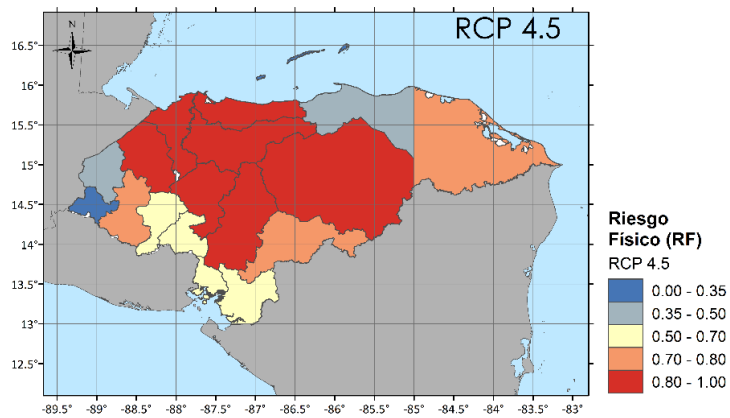 RCP 4.5
N
16.5°
16°
15.5°
15°
14.5°
14°
13.5°
13°
12.5°
-89.5°
-89°
-88.5°
-88°
-87.5°
-87°
-86.5°
-86°
-85.5°
-85°
-84.5°
-84°
-83.5°
-83°
Riesgo
Físico (RF)
RCP 4.5
0.00 - 0.35
0.35 - 0.50
0.50 - 0.70
0.70 - 0.80
0.80 - 1.00